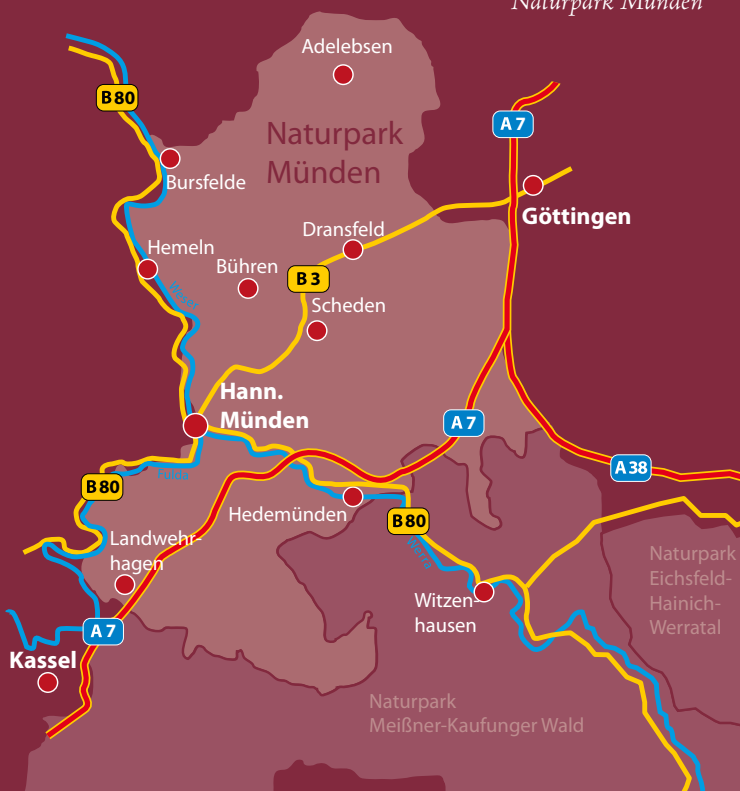 Naturpark Münden
Adelebsen
B 80
A 7
Naturpark
Münden
Bursfelde
Göttingen
Dransfeld
Hemeln
Bühren
B 3
Scheden
Weser
Hann.
Münden
A 7
A 38
Fulda
B 80
Hedemünden
B 80
Landwehr-
hagen
Werra
Naturpark
Eichsfeld-
Hainich-
Werratal
Witzen-
hausen
A 7
Kassel
Naturpark
Meißner-Kaufunger Wald